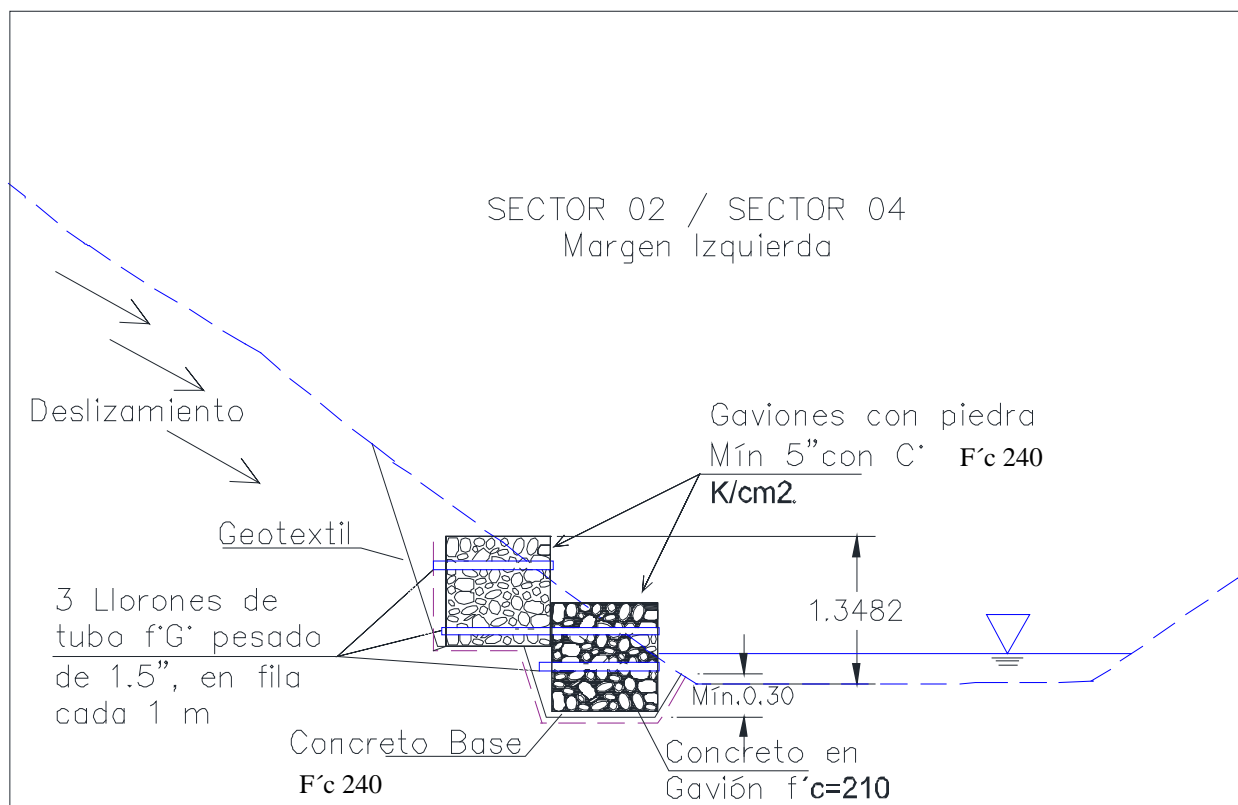 SECTOR 02 / SECTOR 04
Margen Izquierda
Deslizamiento
Gaviones con piedra
Mín 5”con C° F´c 240
K/cm2.
Geotextil
3 Llorones de
tubo f°G° pesado
de 1.5”, en fila
cada 1 m
1.3482
Mín.0.30
Concreto Base
F´c 240
Concreto en
Gavión f´c=210